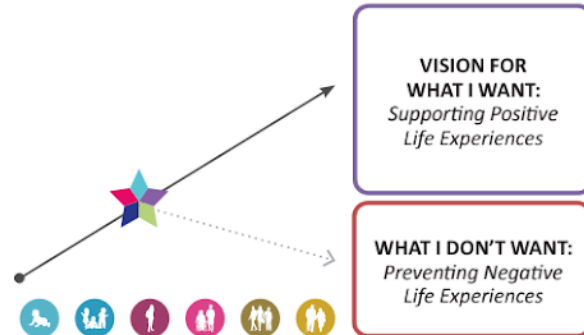 VISION FOR
WHAT I WANT:
Supporting Positive
Life Experiences
WHAT I DON'T WANT:
Preventing Negative
Life Experiences